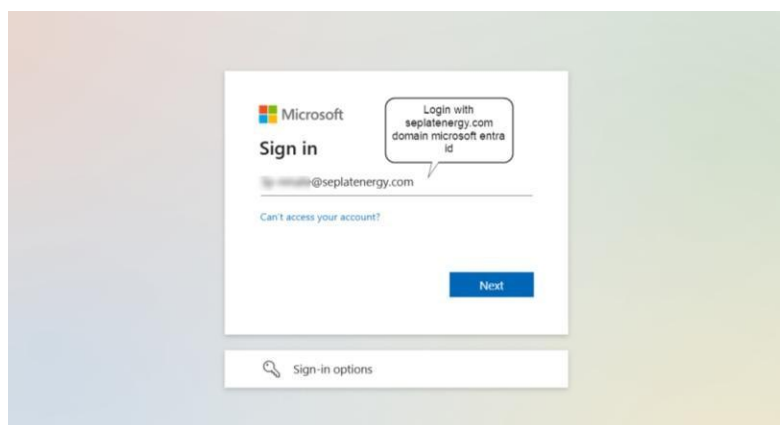 Microsoft
Login with
seplatenergy.com
domain microsoft entra
id
Sign in
@seplatenergy.com
Can't access your account?
Next
Sign-in options